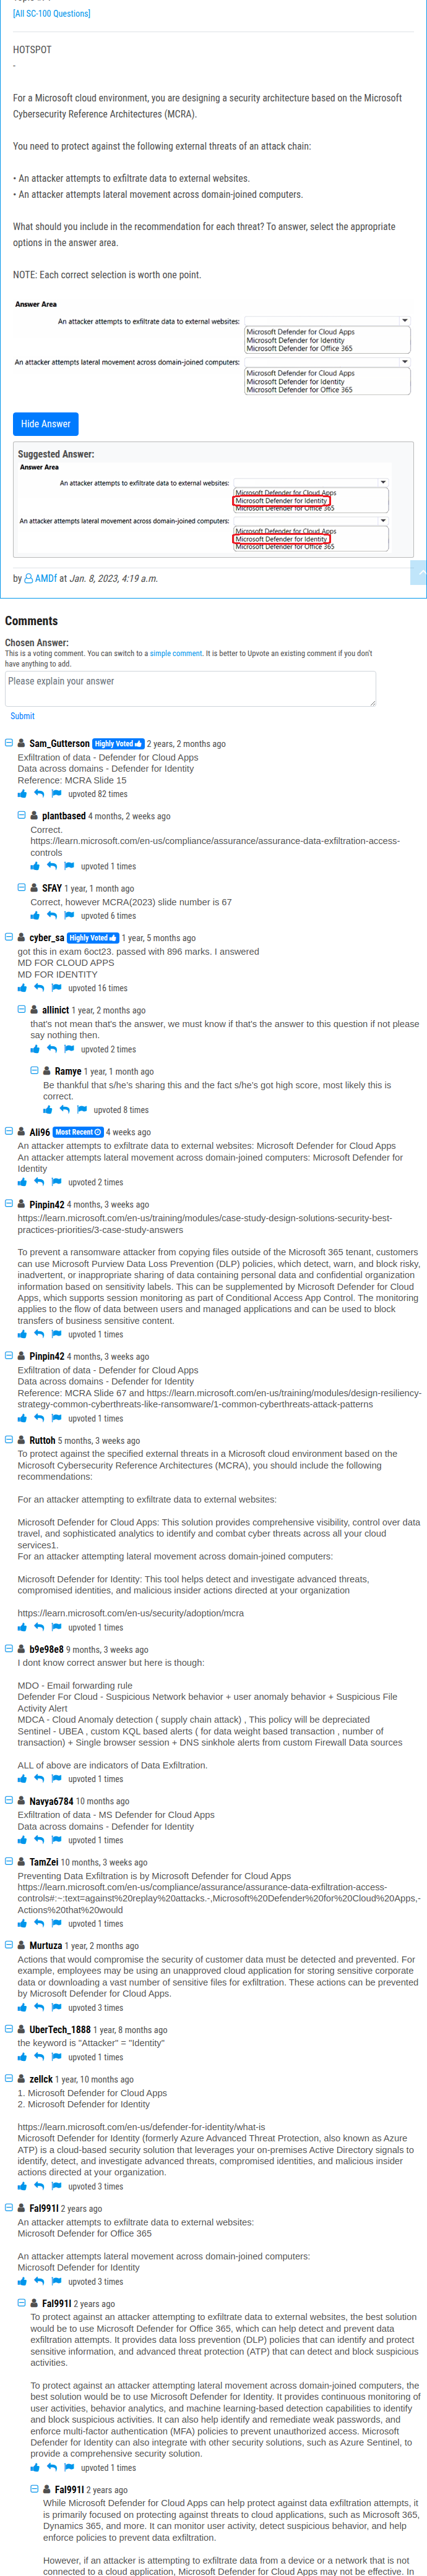 [All SC-100 Questions]
HOTSPOT
-
For a Microsoft cloud environment, you are designing a security architecture based on the Microsoft
Cybersecurity Reference Architectures (MCRA).
You need to protect against the following external threats of an attack chain:
• An attacker attempts to exfiltrate data to external websites.
• An attacker attempts lateral movement across domain-joined computers.
What should you include in the recommendation for each threat? To answer, select the appropriate
options in the answer area.
NOTE: Each correct selection is worth one point.
Answer Area
An attacker attempts to exfiltrate data to external websites:
Microsoft Defender for Cloud Apps
Microsoft Defender for Identity
Microsoft Defender for Office 365
An attacker attempts lateral movement across domain-joined computers:
Microsoft Defender for Cloud Apps
Microsoft Defender for Identity
Microsoft Defender for Office 365
Hide Answer
Suggested Answer:
Answer Area
An attacker attempts to exfiltrate data to external websites:
Microsoft Defender for Cloud Apps
Microsoft Defender for Identity
Microsoft Defender for Office 365
An attacker attempts lateral movement across domain-joined computers:
Microsoft Defender for Cloud Apps
Microsoft Defender for Identity
Microsoft Defender for Office 365
by AMDf at Jan. 8, 2023, 4:19 a.m.
Comments
Chosen Answer:
This is a voting comment. You can switch to a simple comment. It is better to Upvote an existing comment if you don't
have anything to add.
Please explain your answer
Submit
Sam_Gutterson Highly Voted 2 years, 2 months ago
Exfiltration of data - Defender for Cloud Apps
Data across domains - Defender for Identity
Reference: MCRA Slide 15
upvoted 82 times
plantbased 4 months, 2 weeks ago
Correct.
https://learn.microsoft.com/en-us/compliance/assurance/assurance-data-exfiltration-access-
controls
upvoted 1 times
SFAY 1 year, 1 month ago
Correct, however MCRA(2023) slide number is 67
upvoted 6 times
cyber_sa Highly Voted 1 year, 5 months ago
got this in exam 6oct23. passed with 896 marks. I answered
MD FOR CLOUD APPS
MD FOR IDENTITY
upvoted 16 times
allinict 1 year, 2 months ago
that's not mean that's the answer, we must know if that's the answer to this question if not please
say nothing then.
upvoted 2 times
Ramye 1 year, 1 month ago
Be thankful that s/he's sharing this and the fact s/he's got high score, most likely this is
correct.
upvoted 8 times
Ali96 Most Recent 4 weeks ago
An attacker attempts to exfiltrate data to external websites: Microsoft Defender for Cloud Apps
An attacker attempts lateral movement across domain-joined computers: Microsoft Defender for
Identity
upvoted 2 times
Pinpin42 4 months, 3 weeks ago
https://learn.microsoft.com/en-us/training/modules/case-study-design-solutions-security-best-
practices-priorities/3-case-study-answers
To prevent a ransomware attacker from copying files outside of the Microsoft 365 tenant, customers
can use Microsoft Purview Data Loss Prevention (DLP) policies, which detect, warn, and block risky,
inadvertent, or inappropriate sharing of data containing personal data and confidential organization
information based on sensitivity labels. This can be supplemented by Microsoft Defender for Cloud
Apps, which supports session monitoring as part of Conditional Access App Control. The monitoring
applies to the flow of data between users and managed applications and can be used to block
transfers of business sensitive content.
upvoted 1 times
Pinpin42 4 months, 3 weeks ago
Exfiltration of data - Defender for Cloud Apps
Data across domains - Defender for Identity
Reference: MCRA Slide 67 and https://learn.microsoft.com/en-us/training/modules/design-resiliency-
strategy-common-cyberthreats-like-ransomware/1-common-cyberthreats-attack-patterns
upvoted 1 times
Ruttoh 5 months, 3 weeks ago
To protect against the specified external threats in a Microsoft cloud environment based on the
Microsoft Cybersecurity Reference Architectures (MCRA), you should include the following
recommendations:
For an attacker attempting to exfiltrate data to external websites:
Microsoft Defender for Cloud Apps: This solution provides comprehensive visibility, control over data
travel, and sophisticated analytics to identify and combat cyber threats across all your cloud
services1.
For an attacker attempting lateral movement across domain-joined computers:
Microsoft Defender for Identity: This tool helps detect and investigate advanced threats,
compromised identities, and malicious insider actions directed at your organization
https://learn.microsoft.com/en-us/security/adoption/mcra
upvoted 1 times
b9e98e8 9 months, 3 weeks ago
I dont know correct answer but here is though:
MDO - Email forwarding rule
Defender For Cloud - Suspicious Network behavior + user anomaly behavior + Suspicious File
Activity Alert
MDCA - Cloud Anomaly detection ( supply chain attack) , This policy will be depreciated
Sentinel - UBEA , custom KQL based alerts ( for data weight based transaction , number of
transaction) + Single browser session + DNS sinkhole alerts from custom Firewall Data sources
ALL of above are indicators of Data Exfiltration.
upvoted 1 times
Navya6784 10 months ago
Exfiltration of data - MS Defender for Cloud Apps
Data across domains - Defender for Identity
upvoted 1 times
TamZei 10 months, 3 weeks ago
Preventing Data Exfiltration is by Microsoft Defender for Cloud Apps
https://learn.microsoft.com/en-us/compliance/assurance/assurance-data-exfiltration-access-
controls#:~:text=against%20replay%20attacks.-,Microsoft%20Defender%20for%20Cloud%20Apps,-
Actions%20that%20would
upvoted 1 times
Murtuza 1 year, 2 months ago
Actions that would compromise the security of customer data must be detected and prevented. For
example, employees may be using an unapproved cloud application for storing sensitive corporate
data or downloading a vast number of sensitive files for exfiltration. These actions can be prevented
by Microsoft Defender for Cloud Apps.
upvoted 3 times
UberTech_1888 1 year, 8 months ago
the keyword is "Attacker" = "Identity"
upvoted 1 times
zellck 1 year, 10 months ago
1. Microsoft Defender for Cloud Apps
2. Microsoft Defender for Identity
https://learn.microsoft.com/en-us/defender-for-identity/what-is
Microsoft Defender for Identity (formerly Azure Advanced Threat Protection, also known as Azure
ATP) is a cloud-based security solution that leverages your on-premises Active Directory signals to
identify, detect, and investigate advanced threats, compromised identities, and malicious insider
actions directed at your organization.
upvoted 3 times
Fal991l 2 years ago
An attacker attempts to exfiltrate data to external websites:
Microsoft Defender for Office 365
An attacker attempts lateral movement across domain-joined computers:
Microsoft Defender for Identity
upvoted 3 times
Fal991l 2 years ago
To protect against an attacker attempting to exfiltrate data to external websites, the best solution
would be to use Microsoft Defender for Office 365, which can help detect and prevent data
exfiltration attempts. It provides data loss prevention (DLP) policies that can identify and protect
sensitive information, and advanced threat protection (ATP) that can detect and block suspicious
activities.
To protect against an attacker attempting lateral movement across domain-joined computers, the
best solution would be to use Microsoft Defender for Identity. It provides continuous monitoring of
user activities, behavior analytics, and machine learning-based detection capabilities to identify
and block suspicious activities. It can also help identify and remediate weak passwords, and
enforce multi-factor authentication (MFA) policies to prevent unauthorized access. Microsoft
Defender for Identity can also integrate with other security solutions, such as Azure Sentinel, to
provide a comprehensive security solution.
upvoted 1 times
Fal991l 2 years ago
While Microsoft Defender for Cloud Apps can help protect against data exfiltration attempts, it
is primarily focused on protecting against threats to cloud applications, such as Microsoft 365,
Dynamics 365, and more. It can monitor user activity, detect suspicious behavior, and help
enforce policies to prevent data exfiltration.
However, if an attacker is attempting to exfiltrate data from a device or a network that is not
connected to a cloud application, Microsoft Defender for Cloud Apps may not be effective. In